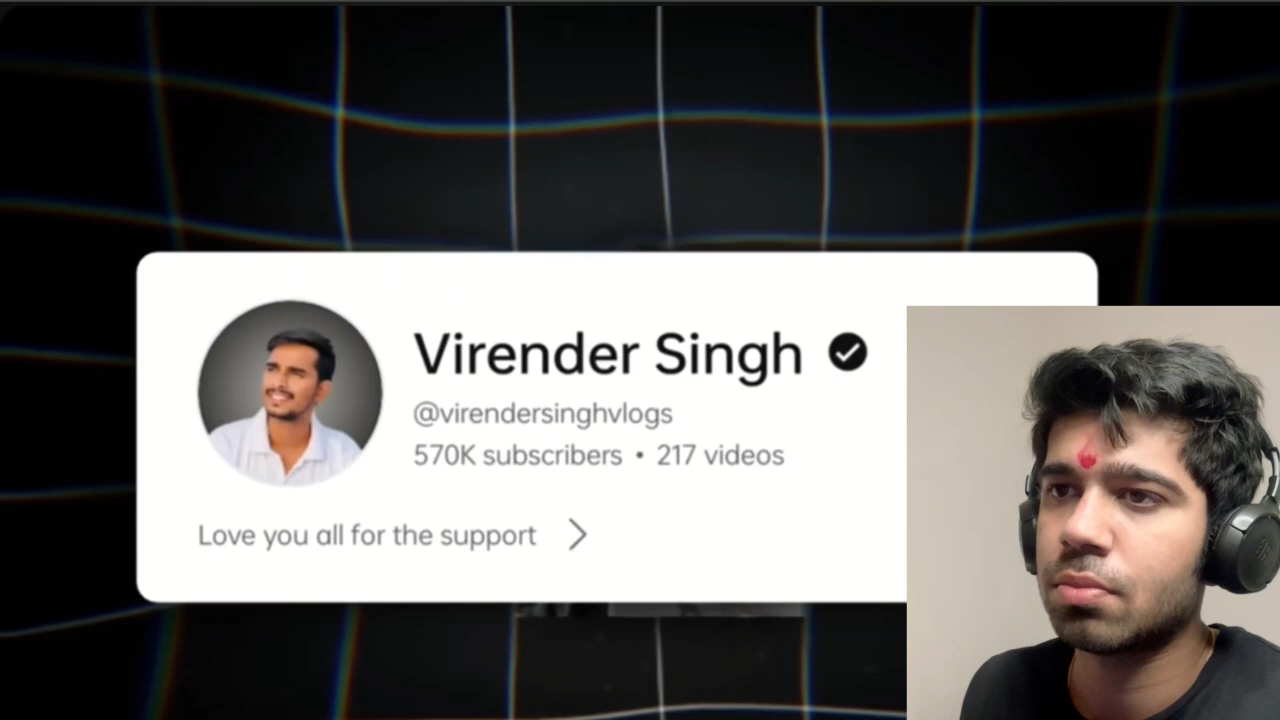 Virender Singh
@virendersinghvlogs
570K subscribers • 217 videos
Love you all for the support